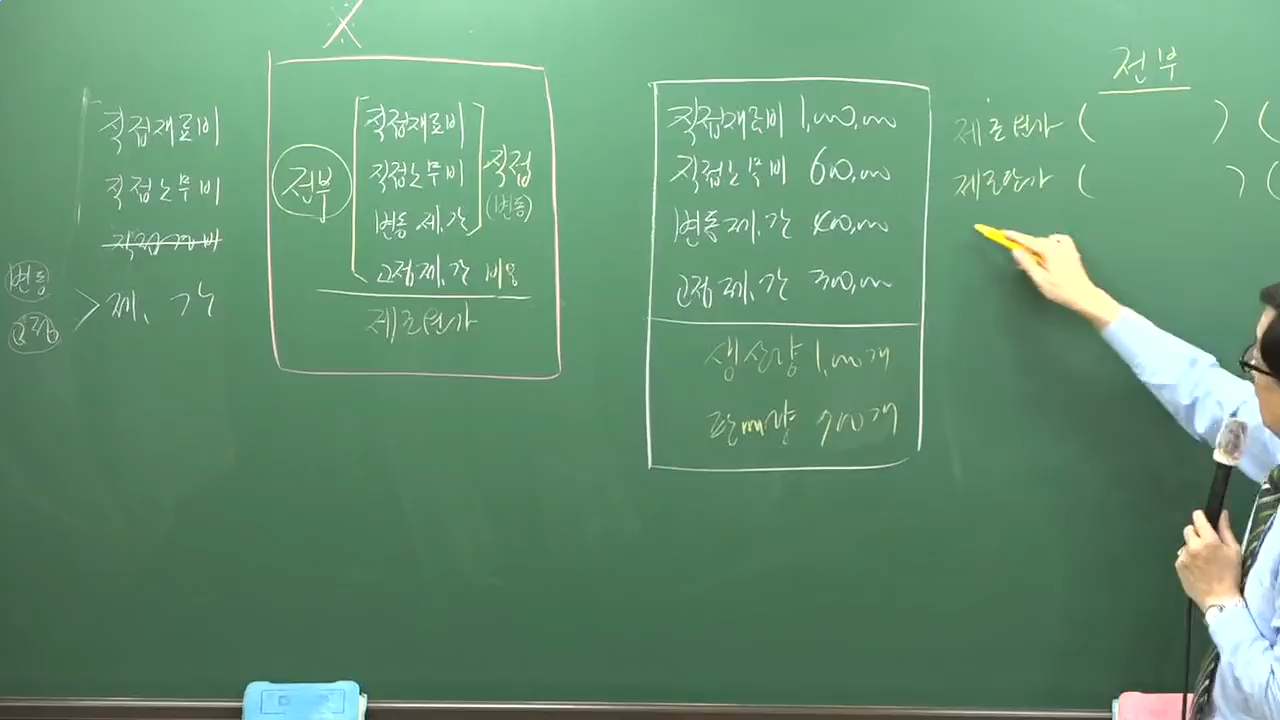 직접재료비
직접노무비
직접경비
변동
고정
> 제. 간
X
전부
직접재료비
직접노무비
변동 제.간
고정 제.간 비용
제조원가
직접
(변동)
직접재료비 1,000,000
직접노무비 600,000
변동 제.간 400,000
고정 제.간 300,000
생산량 1,000개
판매량 900개
전부
제조원가 ( ) (
제조단가 ( ) (